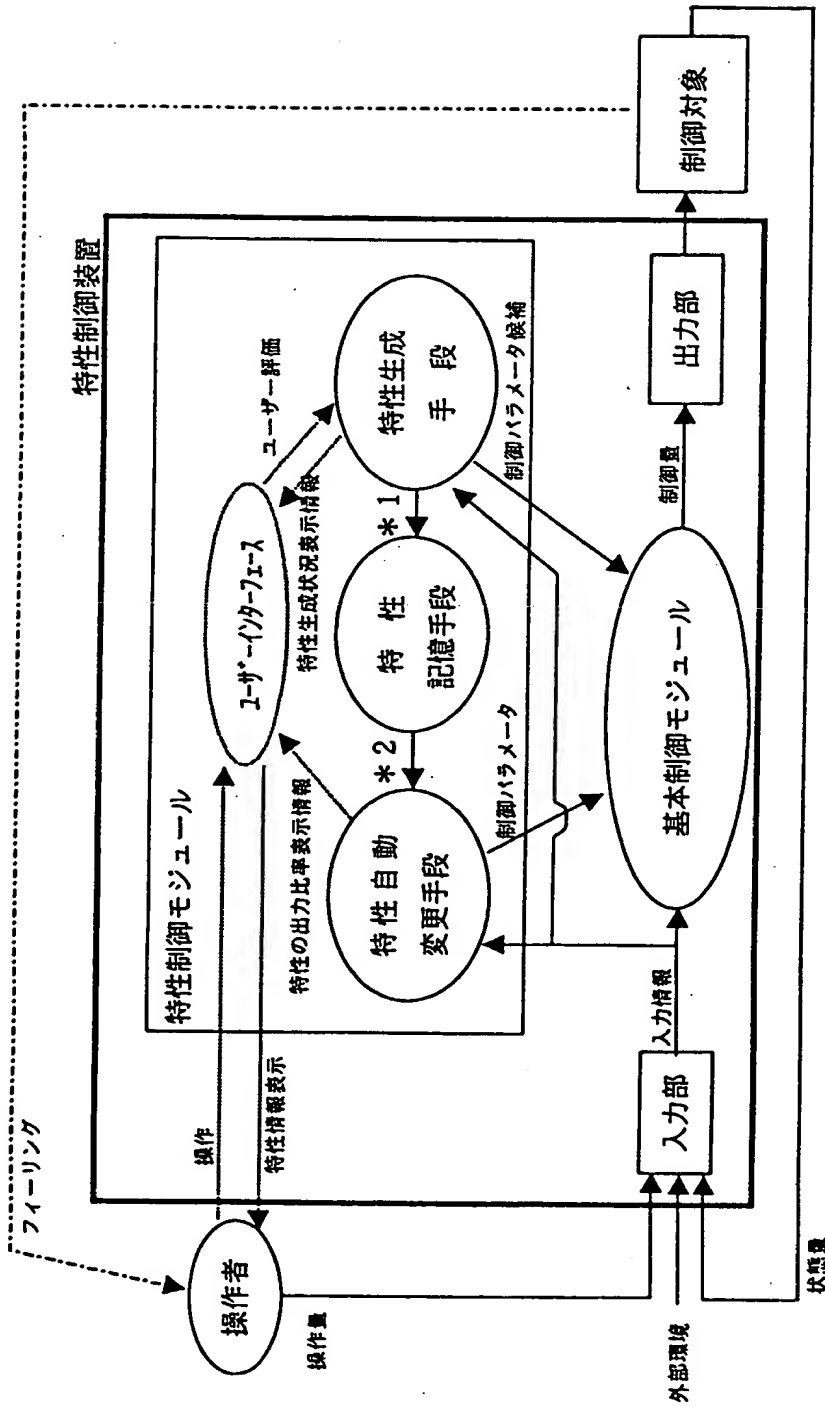 フィーリング
特性制御装置
制御対象
操作者
操作
特性情報表示
操作量
特性制御モジュール
ユーザーインターフェース
ユーザー評価
特性生成状況表示情報
特性の出力比率表示情報
特性生成
手段
*1
特性
記憶手段
*2
特性自動
変更手段
制御パラメータ
制御パラメータ候補
基本制御モジュール
入力情報
入力部
制御量
出力部
外部環境
状態量